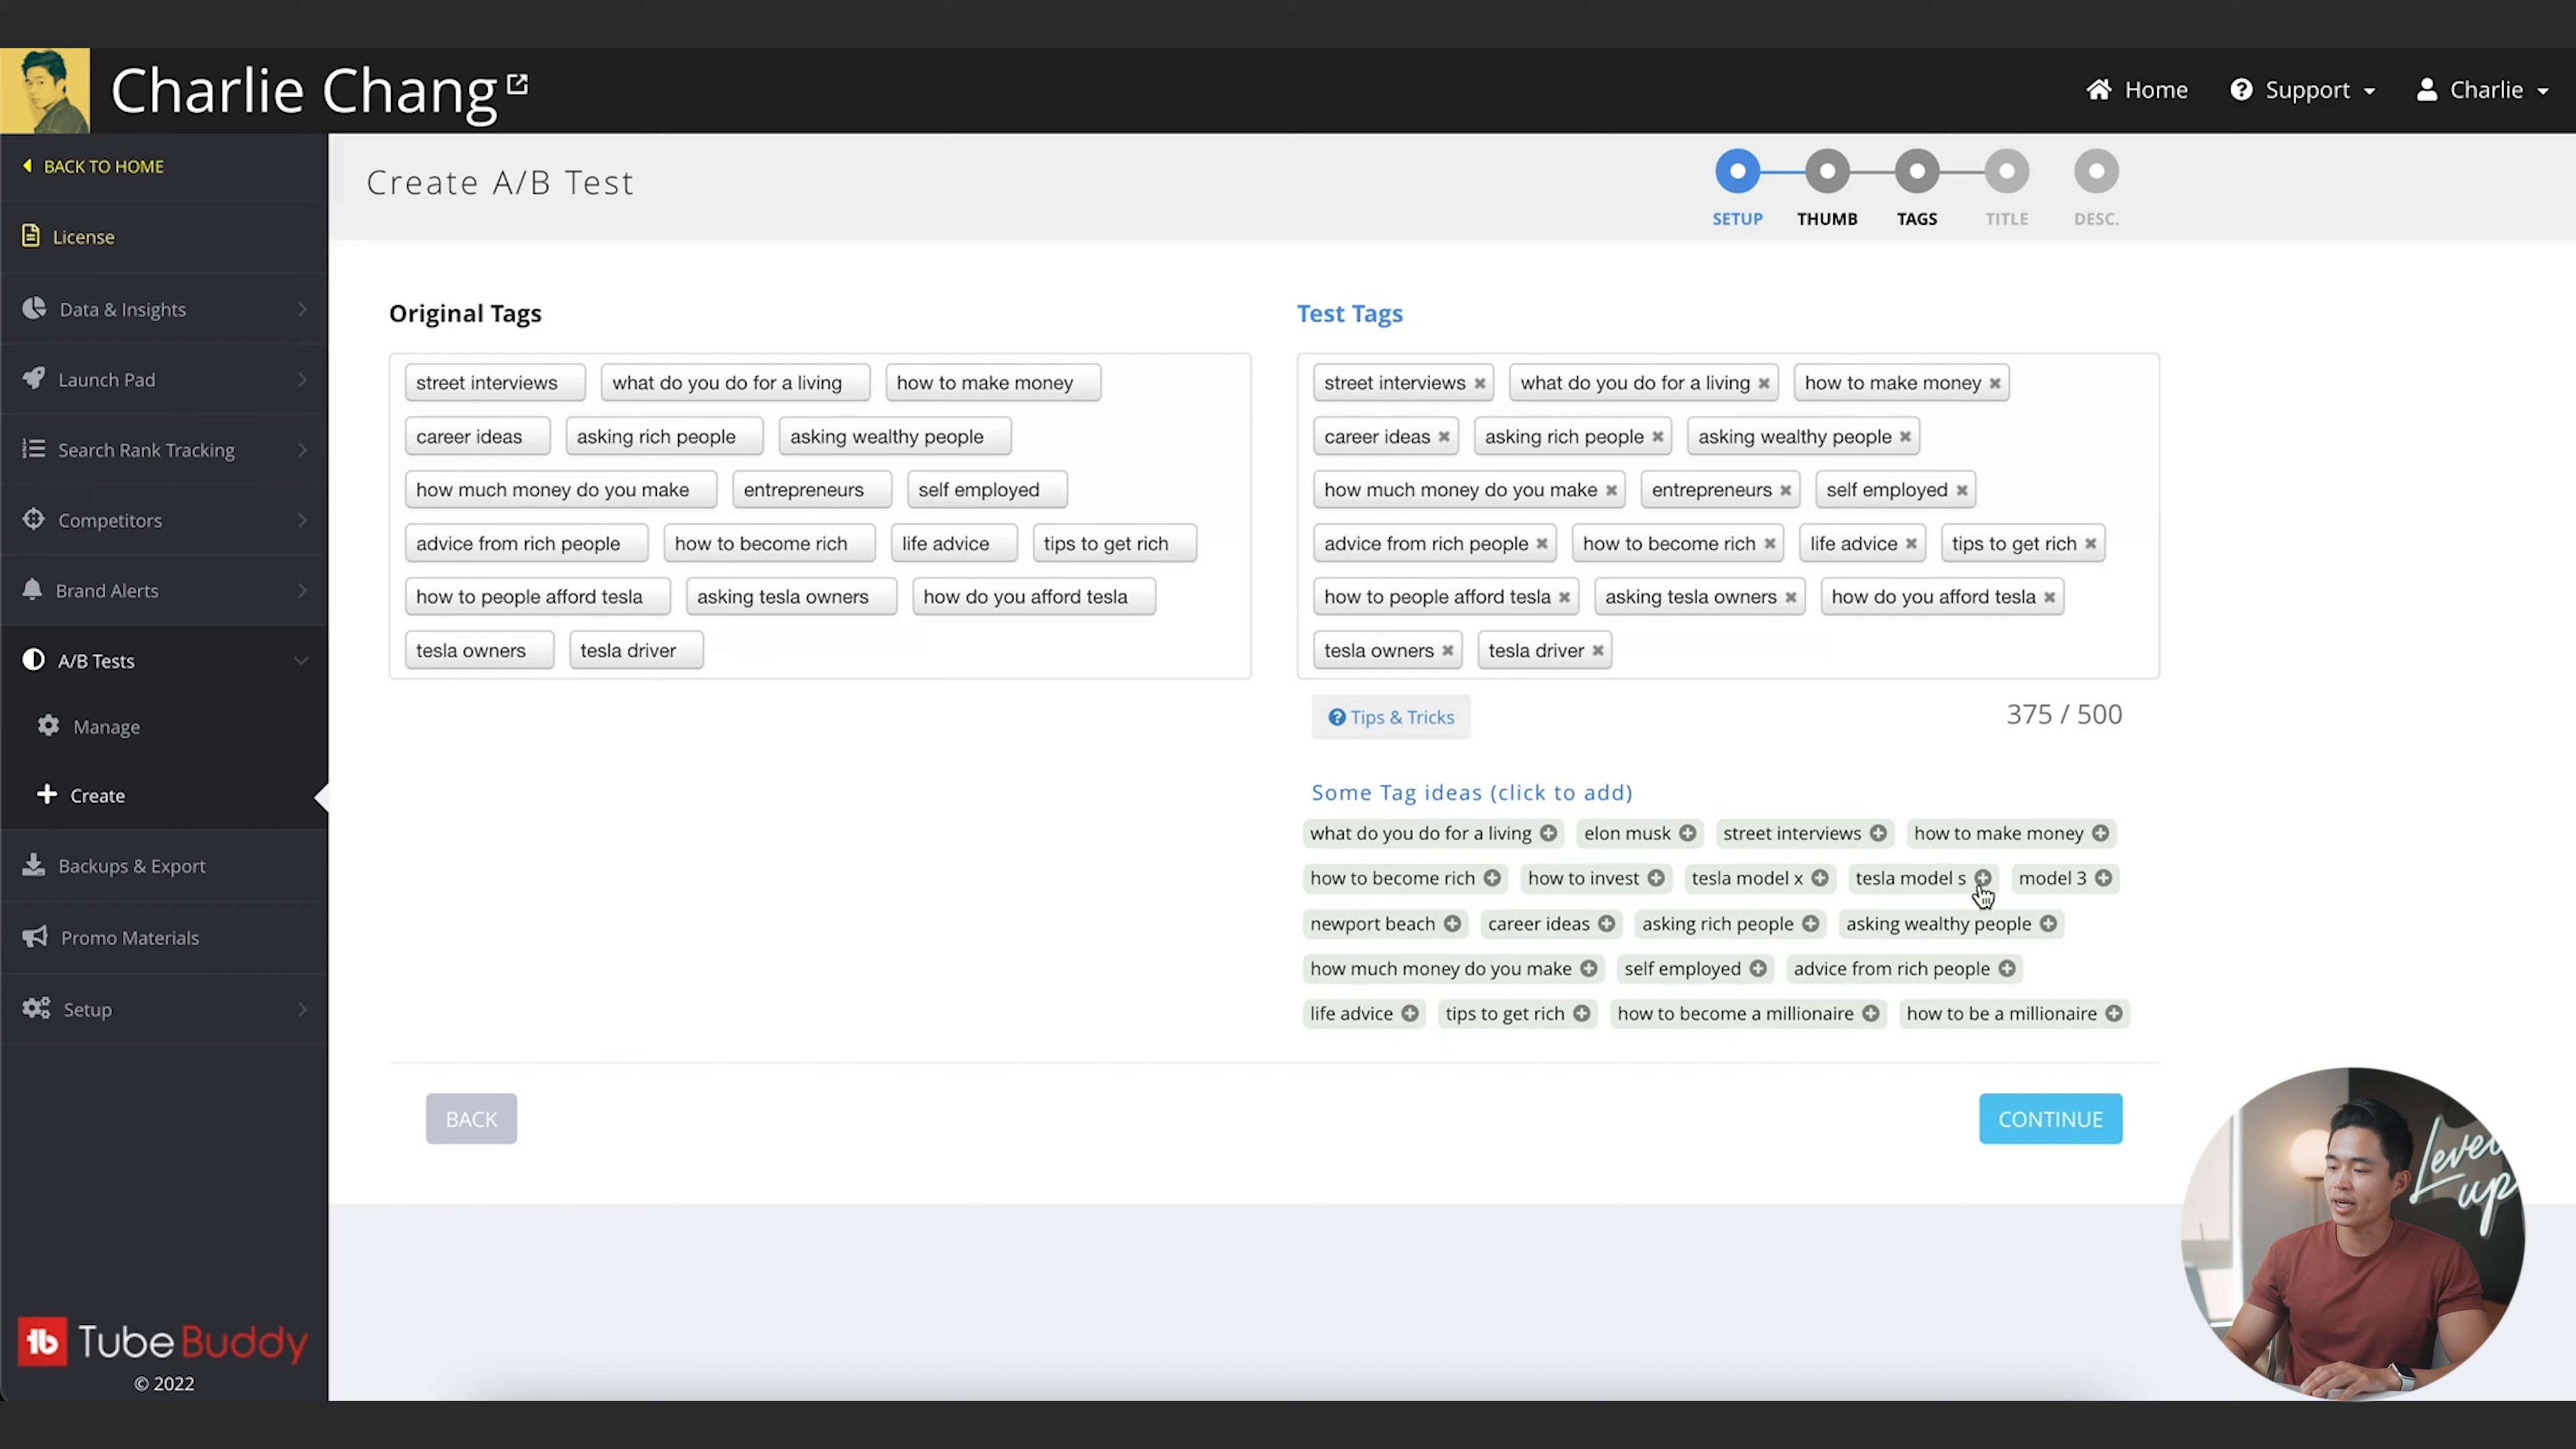 Charlie Chang
Home Support Charlie
BACK TO HOME
License
Data & Insights
Launch Pad
Search Rank Tracking
Competitors
Brand Alerts
A/B Tests
Manage
Create
Backups & Export
Promo Materials
Setup
TubeBuddy
© 2022
Create A/B Test
SETUP THUMB TAGS TITLE DESC.
Original Tags
street interviews what do you do for a living how to make money
career ideas asking rich people asking wealthy people
how much money do you make entrepreneurs self employed
advice from rich people how to become rich life advice tips to get rich
how to people afford tesla asking tesla owners how do you afford tesla
tesla owners tesla driver
Test Tags
street interviews what do you do for a living how to make money
career ideas asking rich people asking wealthy people
how much money do you make entrepreneurs self employed
advice from rich people how to become rich life advice tips to get rich
how to people afford tesla asking tesla owners how do you afford tesla
tesla owners tesla driver
Tips & Tricks
375 / 500
Some Tag ideas (click to add)
what do you do for a living elon musk street interviews how to make money
how to become rich how to invest tesla model x tesla model s model 3
newport beach career ideas asking rich people asking wealthy people
how much money do you make self employed advice from rich people
life advice tips to get rich how to become a millionaire how to be a millionaire
BACK
CONTINUE
Level
up